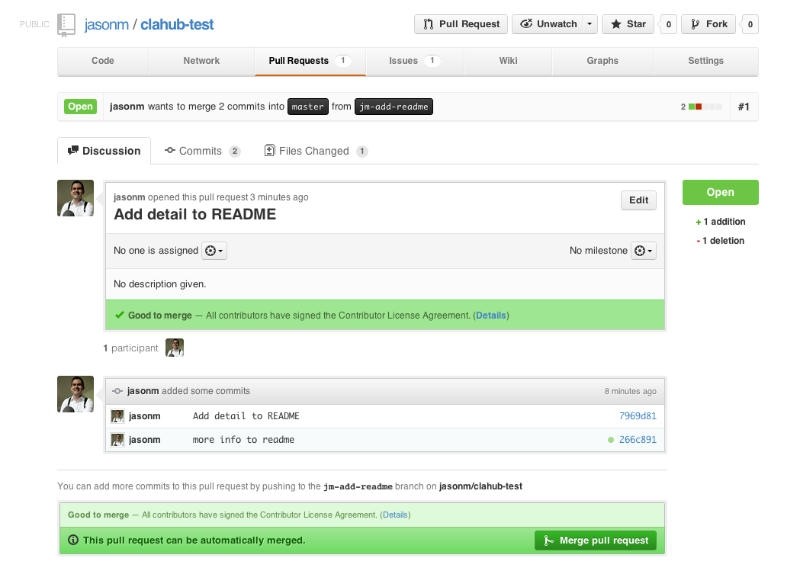 PUBLIC jasonm / clahub-test Pull Request Unwatch Star 0 Fork 0
Code Network Pull Requests 1 Issues 1 Wiki Graphs Settings
Open jasonm wants to merge 2 commits into master from jm-add-readme 2 #1
Discussion Commits 2 Files Changed 1
jasonm opened this pull request 3 minutes ago
Add detail to README
Edit
Open
+ 1 addition
- 1 deletion
No one is assigned No milestone
No description given.
Good to merge — All contributors have signed the Contributor License Agreement. (Details)
1 participant
jasonm added some commits 8 minutes ago
jasonm Add detail to README 7969d81
jasonm more info to readme 266c891
You can add more commits to this pull request by pushing to the jm-add-readme branch on jasonm/clahub-test
Good to merge — All contributors have signed the Contributor License Agreement. (Details)
This pull request can be automatically merged. Merge pull request